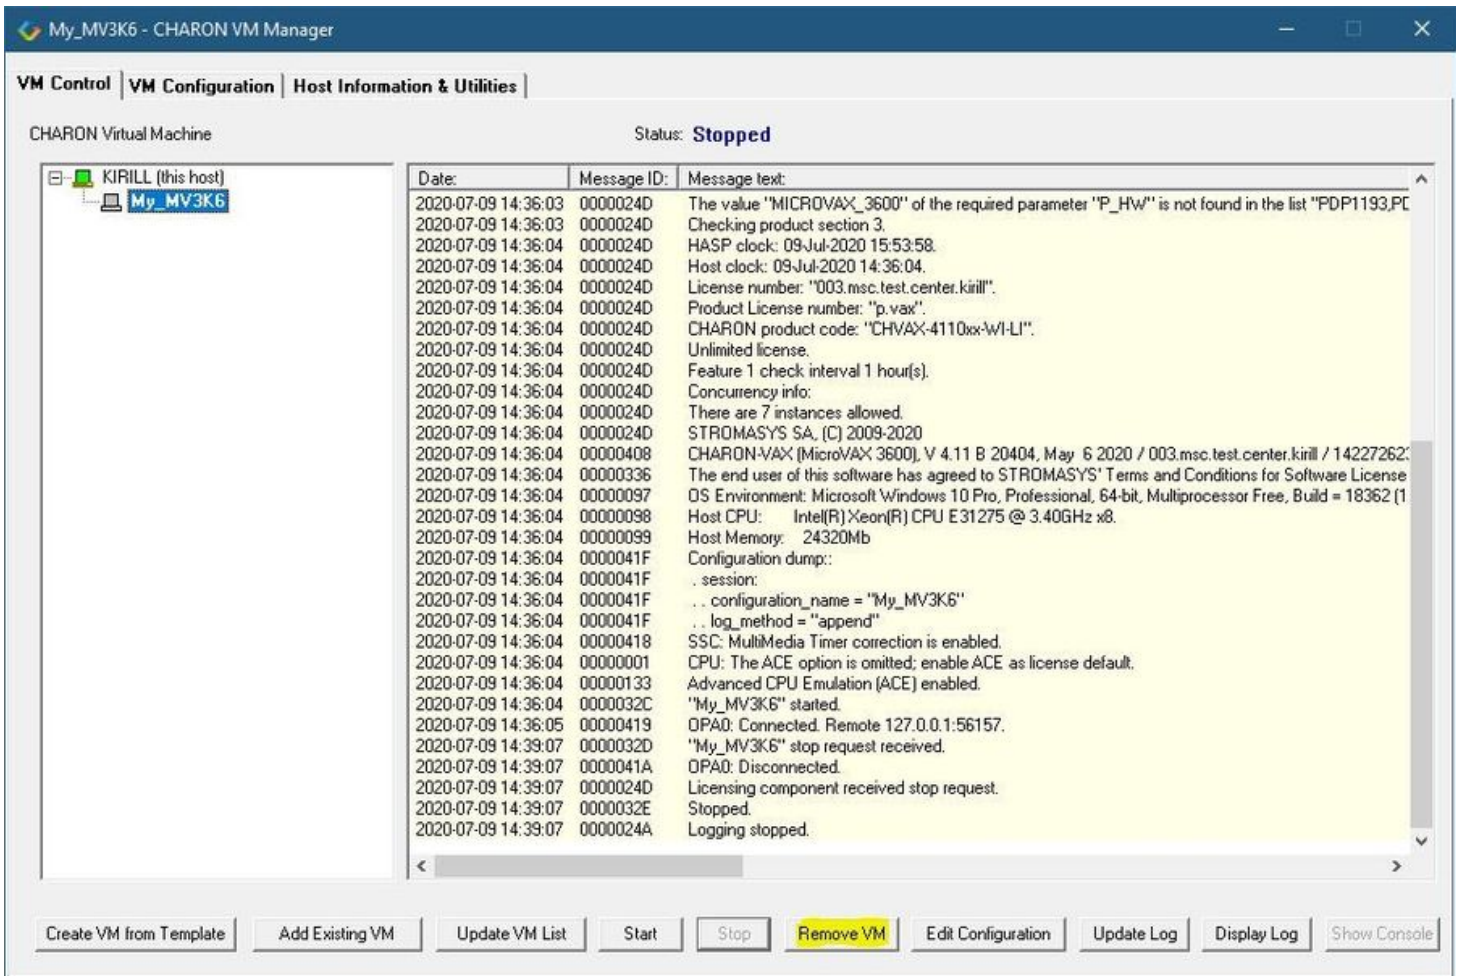 My_MV3K6 - CHARON VM Manager
VM Control VM Configuration Host Information & Utilities
CHARON Virtual Machine Status: Stopped
KIRILL (this host)
My_MV3K6
Date: Message ID: Message text:
2020-07-09 14:36:03 0000024D The value "MICROVAX_3600" of the required parameter "P_HW" is not found in the list "PDP1193,PD
2020-07-09 14:36:03 0000024D Checking product section 3.
2020-07-09 14:36:04 0000024D HASP clock: 09-Jul-2020 15:53:58.
2020-07-09 14:36:04 0000024D Host clock: 09-Jul-2020 14:36:04.
2020-07-09 14:36:04 0000024D License number: "003.msc.test.center.kirill".
2020-07-09 14:36:04 0000024D Product License number: "p.vax".
2020-07-09 14:36:04 0000024D CHARON product code: "CHVAX-4110xx-WI-LI".
2020-07-09 14:36:04 0000024D Unlimited license.
2020-07-09 14:36:04 0000024D Feature 1 check interval 1 hour(s).
2020-07-09 14:36:04 0000024D Concurrency info:
2020-07-09 14:36:04 0000024D There are 7 instances allowed.
2020-07-09 14:36:04 0000024D STROMASYS SA, (C) 2009-2020
2020-07-09 14:36:04 00000408 CHARON-VAX (MicroVAX 3600), V 4.11 B 20404, May 6 2020 / 003.msc.test.center.kirill / 142272623
2020-07-09 14:36:04 00000336 The end user of this software has agreed to STROMASYS' Terms and Conditions for Software License
2020-07-09 14:36:04 00000097 OS Environment: Microsoft Windows 10 Pro, Professional, 64-bit, Multiprocessor Free, Build = 18362 (1
2020-07-09 14:36:04 00000098 Host CPU: Intel(R) Xeon(R) CPU E31275 @ 3.40GHz x8.
2020-07-09 14:36:04 00000099 Host Memory: 24320Mb
2020-07-09 14:36:04 0000041F Configuration dump::
2020-07-09 14:36:04 0000041F . session:
2020-07-09 14:36:04 0000041F . . configuration_name = "My_MV3K6"
2020-07-09 14:36:04 0000041F . . log_method = "append"
2020-07-09 14:36:04 00000418 SSC: MultiMedia Timer correction is enabled.
2020-07-09 14:36:04 00000001 CPU: The ACE option is omitted; enable ACE as license default.
2020-07-09 14:36:04 00000133 Advanced CPU Emulation (ACE) enabled.
2020-07-09 14:36:04 0000032C "My_MV3K6" started.
2020-07-09 14:36:05 00000419 OPA0: Connected. Remote 127.0.0.1:56157.
2020-07-09 14:39:07 0000032D "My_MV3K6" stop request received.
2020-07-09 14:39:07 0000041A OPA0: Disconnected.
2020-07-09 14:39:07 0000024D Licensing component received stop request.
2020-07-09 14:39:07 0000032E Stopped.
2020-07-09 14:39:07 0000024A Logging stopped.
Create VM from Template Add Existing VM Update VM List Start Stop Remove VM Edit Configuration Update Log Display Log Show Console